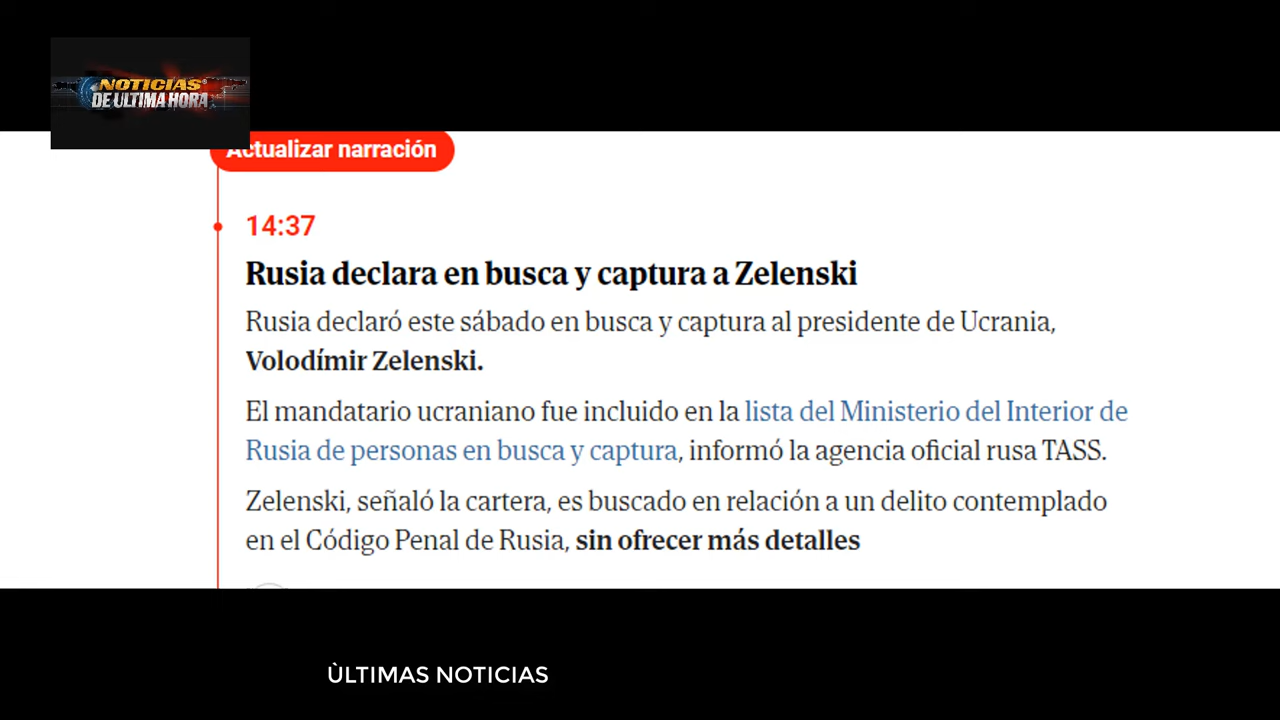 NOTICIAS
DE ULTIMA HORA
Actualizar narración
14:37
Rusia declara en busca y captura a Zelenski
Rusia declaró este sábado en busca y captura al presidente de Ucrania,
Volodímir Zelenski.
El mandatario ucraniano fue incluido en la lista del Ministerio del Interior de
Rusia de personas en busca y captura, informó la agencia oficial rusa TASS.
Zelenski, señaló la cartera, es buscado en relación a un delito contemplado
en el Código Penal de Rusia, sin ofrecer más detalles
ÙLTIMAS NOTICIAS